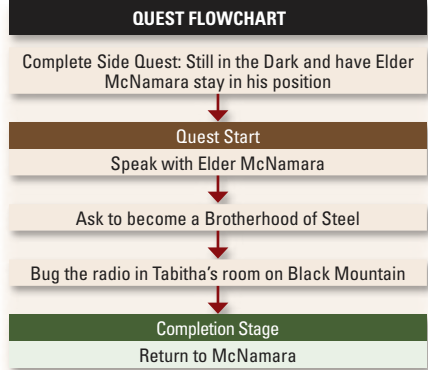 QUEST FLOWCHART
Complete Side Quest: Still in the Dark and have Elder
McNamara stay in his position
Quest Start
Speak with Elder McNamara
Ask to become a Brotherhood of Steel
Bug the radio in Tabitha's room on Black Mountain
Completion Stage
Return to McNamara